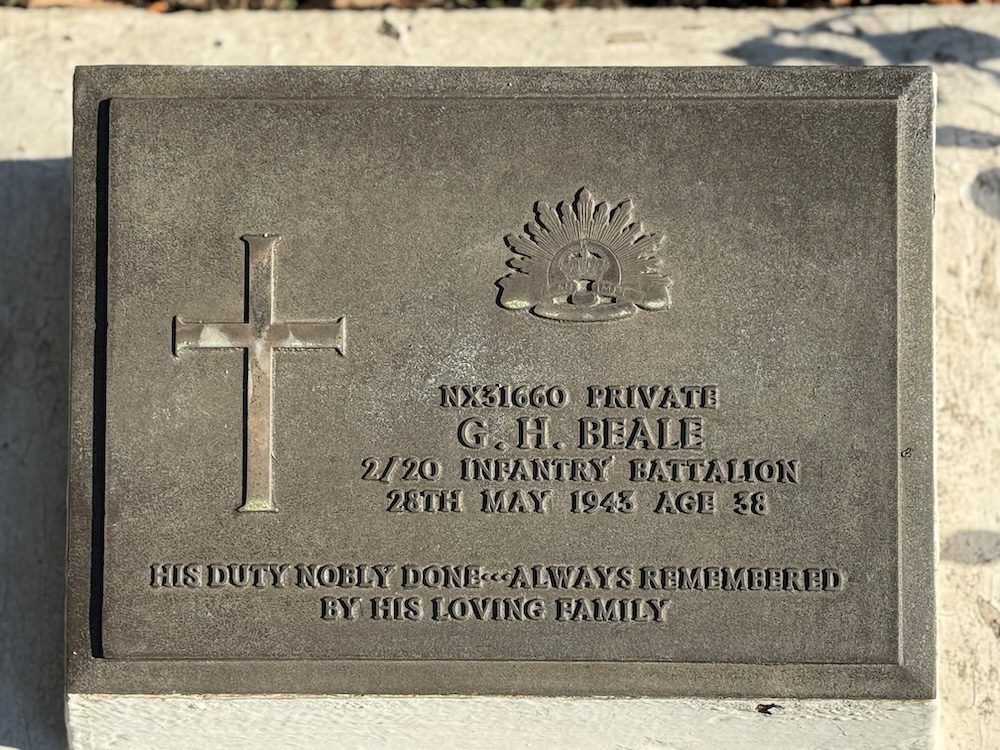 NX31660 PRIVATE
G. H. BEALE
2/20 INFANTRY BATTALION
28TH MAY 1943 AGE 38
HIS DUTY NOBLY DONE...ALWAYS REMEMBERED
BY HIS LOVING FAMILY